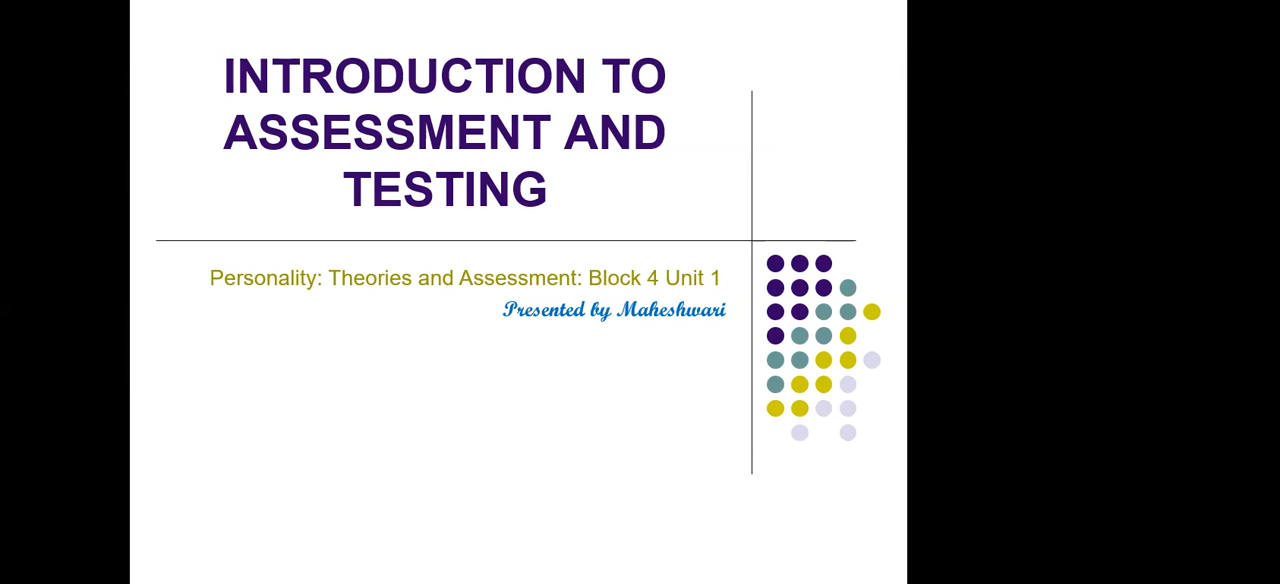 INTRODUCTION TO
ASSESSMENT AND
TESTING
Personality: Theories and Assessment: Block 4 Unit 1
Presented by Maheshwari